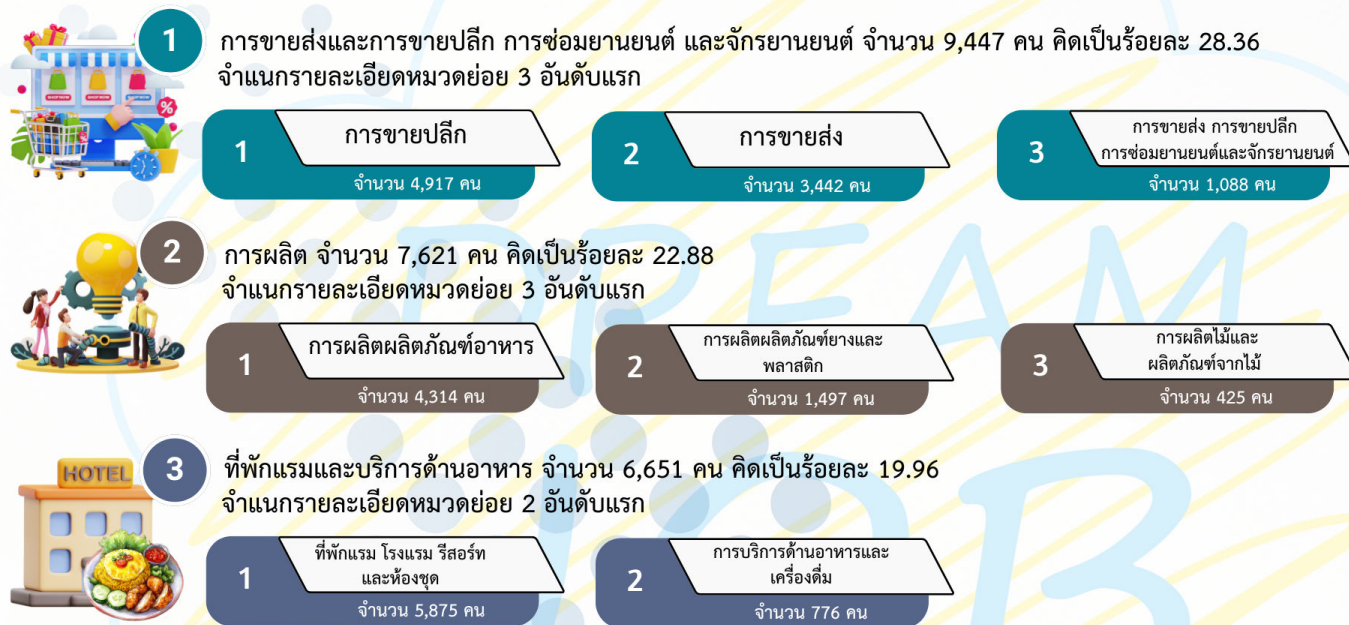 1
การขายส่งและการขายปลีก การซ่อมยานยนต์ และจักรยานยนต์ จำนวน 9,447 คน คิดเป็นร้อยละ 28.36
จำแนกรายละเอียดหมวดย่อย 3 อันดับแรก
1
การขายปลีก
จำนวน 4,917 คน
2
การขายส่ง
จำนวน 3,442 คน
3
การขายส่ง การขายปลีก
การซ่อมยานยนต์และจักรยานยนต์
จำนวน 1,088 คน
2
การผลิต จำนวน 7,621 คน คิดเป็นร้อยละ 22.88
จำแนกรายละเอียดหมวดย่อย 3 อันดับแรก
1
การผลิตผลิตภัณฑ์อาหาร
จำนวน 4,314 คน
2
การผลิตผลิตภัณฑ์ยางและ
พลาสติก
จำนวน 1,497 คน
3
การผลิตไม้และ
ผลิตภัณฑ์จากไม้
จำนวน 425 คน
HOTEL
3
ที่พักแรมและบริการด้านอาหาร จำนวน 6,651 คน คิดเป็นร้อยละ 19.96
จำแนกรายละเอียดหมวดย่อย 2 อันดับแรก
1
ที่พักแรม โรงแรม รีสอร์ท
และห้องชุด
จำนวน 5,875 คน
2
การบริการด้านอาหารและ
เครื่องดื่ม
จำนวน 776 คน
DREAM
JOB